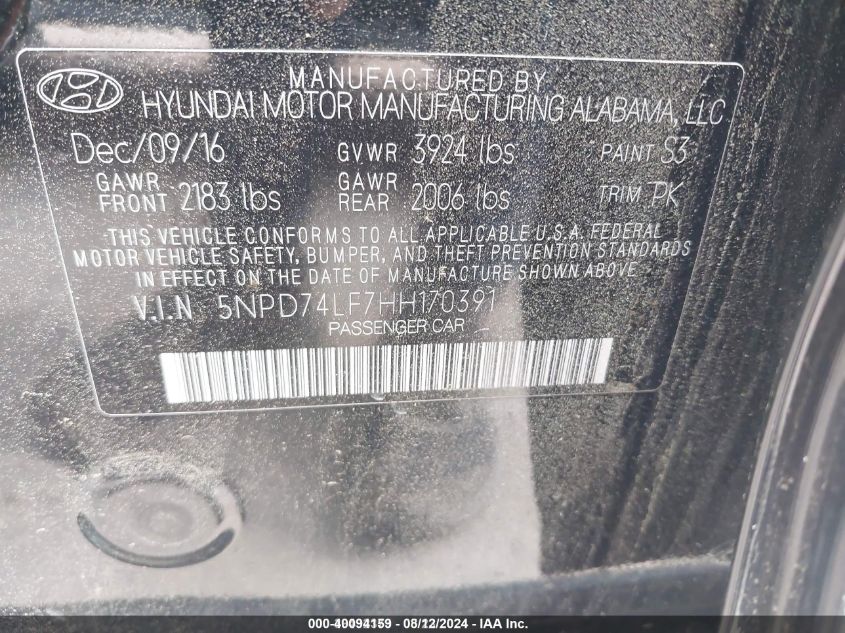 MANUFACTURED BY
HYUNDAI MOTOR MANUFACTURING ALABAMA, LLC
Dec/09/16 GVWR 3924 lbs PAINT S3
GAWR FRONT 2183 lbs GAWR REAR 2006 lbs TRIM PK
THIS VEHICLE CONFORMS TO ALL APPLICABLE U.S.A. FEDERAL
MOTOR VEHICLE SAFETY, BUMPER, AND THEFT PREVENTION STANDARDS
IN EFFECT ON THE DATE OF MANUFACTURE SHOWN ABOVE.
V.I.N 5NPD74LF7HH170391
PASSENGER CAR
000-40094159 - 08/12/2024 - IAA Inc.